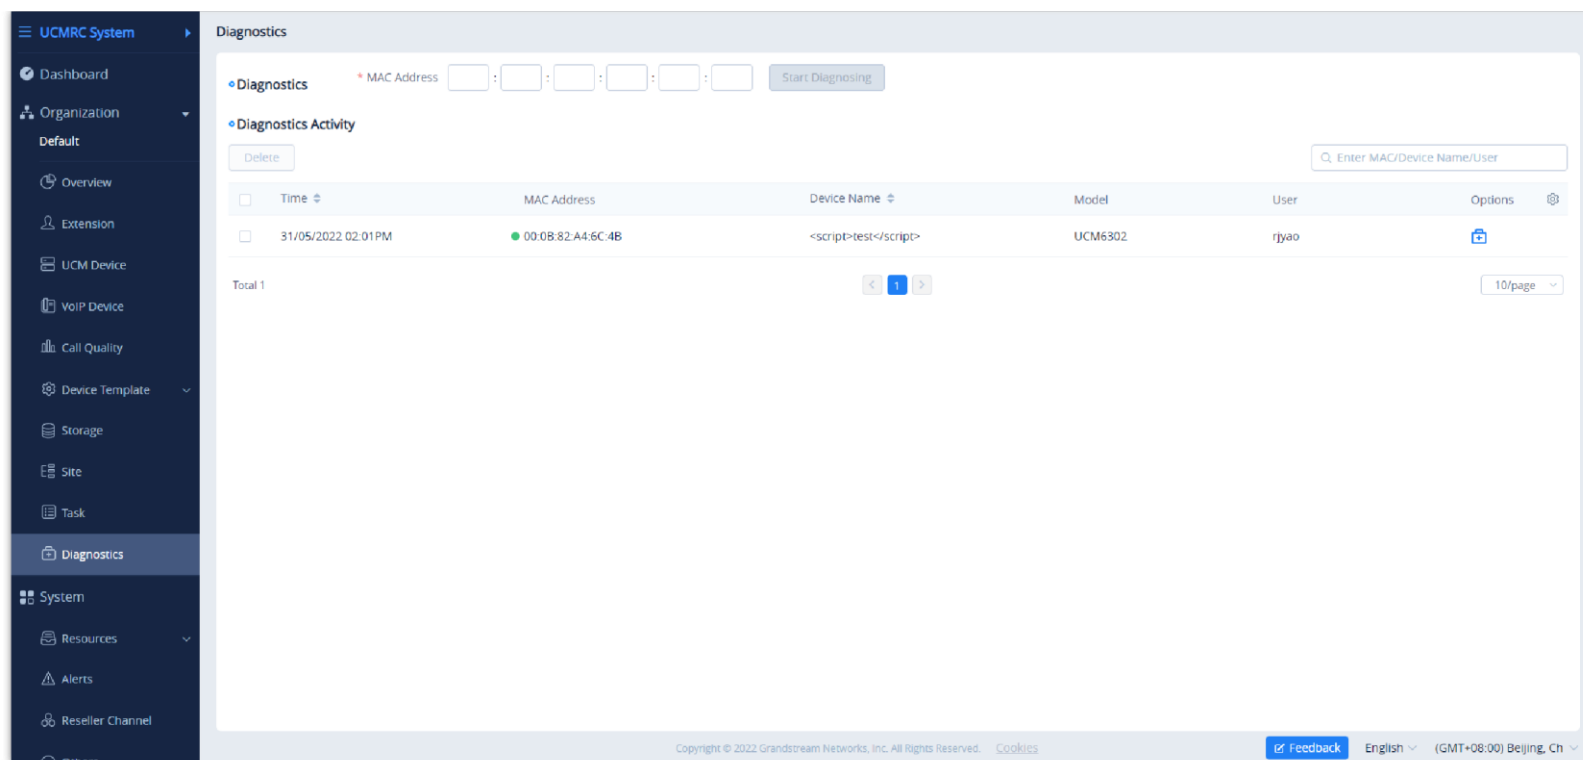 UCMRC System
Dashboard
Organization
Default
Overview
Extension
UCM Device
VoIP Device
Call Quality
Device Template
Storage
Site
Task
Diagnostics
System
Resources
Alerts
Reseller Channel
Diagnostics
Diagnostics
* MAC Address : : : : : Start Diagnosing
Diagnostics Activity
Delete
Enter MAC/Device Name/User
Time MAC Address Device Name Model User Options
31/05/2022 02:01PM 00:0B:82:A4:6C:4B <script>test</script> UCM6302 rjyao
Total 1 < 1 > 10/page
Copyright © 2022 Grandstream Networks, Inc. All Rights Reserved. Cookies Feedback English (GMT+08:00) Beijing, Ch